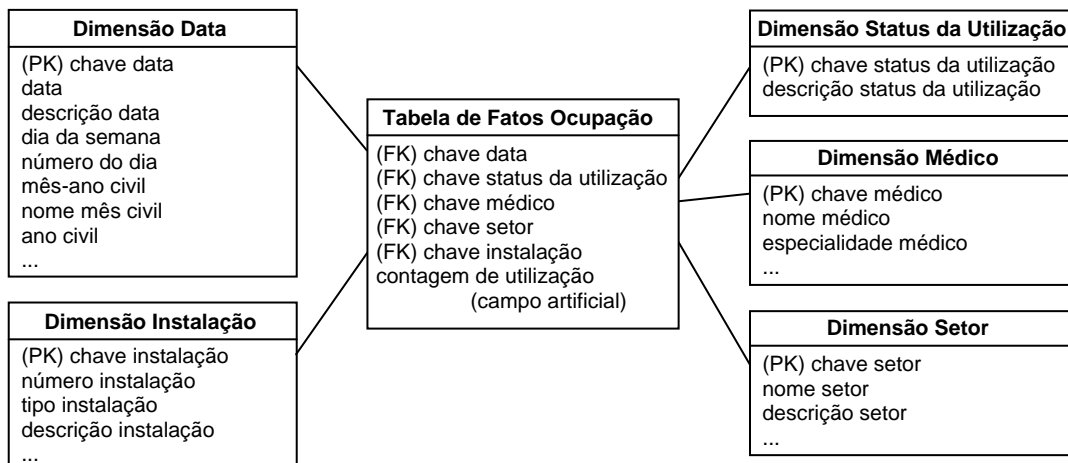 Dimensão Data
(PK) chave data
data
descrição data
dia da semana
número do dia
mês-ano civil
nome mês civil
ano civil
...
Dimensão Instalação
(PK) chave instalação
número instalação
tipo instalação
descrição instalação
...
Tabela de Fatos Ocupação
(FK) chave data
(FK) chave status da utilização
(FK) chave médico
(FK) chave setor
(FK) chave instalação
contagem de utilização
(campo artificial)
Dimensão Status da Utilização
(PK) chave status da utilização
descrição status da utilização
Dimensão Médico
(PK) chave médico
nome médico
especialidade médico
...
Dimensão Setor
(PK) chave setor
nome setor
descrição setor
...